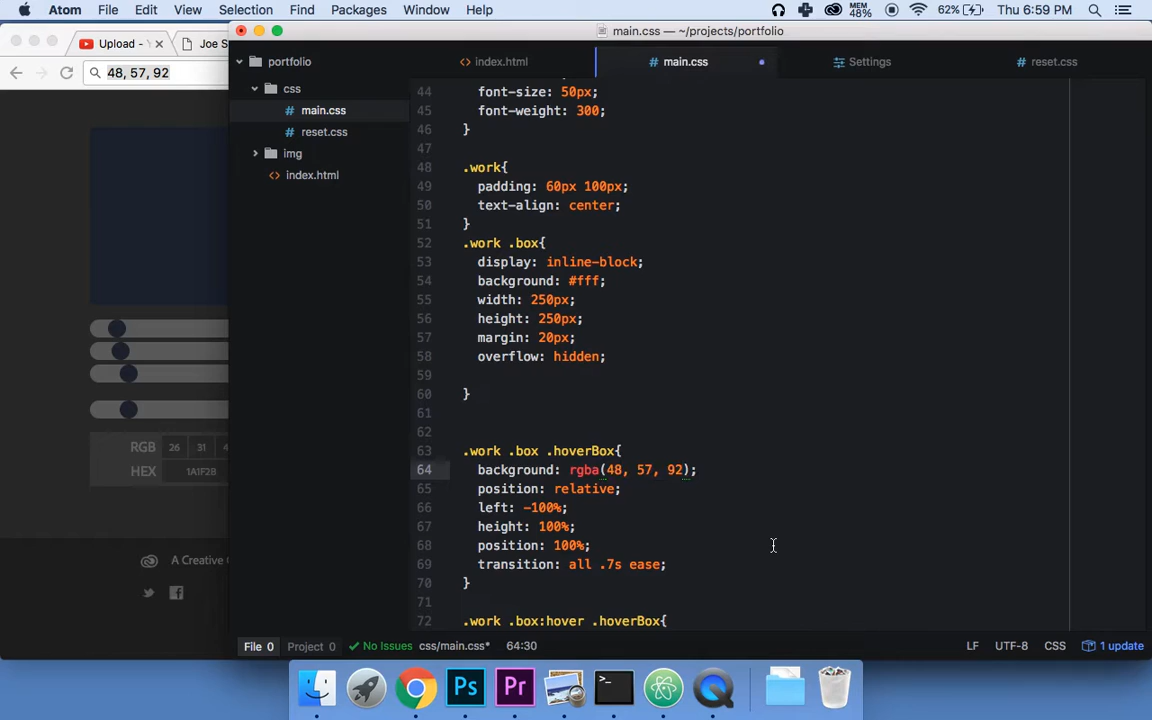 Atom File Edit View Selection Find Packages Window Help MEM 48% 62% Thu 6:59 PM
main.css — ~/projects/portfolio
Upload - Joe S
48, 57, 92
portfolio index.html main.css Settings reset.css
css
main.css
reset.css
img
index.html
44 font-size: 50px;
45 font-weight: 300;
46 }
47
48 .work{
49 padding: 60px 100px;
50 text-align: center;
51 }
52 .work .box{
53 display: inline-block;
54 background: #fff;
55 width: 250px;
56 height: 250px;
57 margin: 20px;
58 overflow: hidden;
59
60 }
61
62
63 .work .box .hoverBox{
64 background: rgba(48, 57, 92);
65 position: relative;
66 left: -100%;
67 height: 100%;
68 position: 100%;
69 transition: all .7s ease;
70 }
71
72 .work .box:hover .hoverBox{
RGB 26 31 4
HEX 1A1F2B
A Creative
File 0 Project 0 No Issues css/main.css* 64:30 LF UTF-8 CSS 1 update
Ps Pr